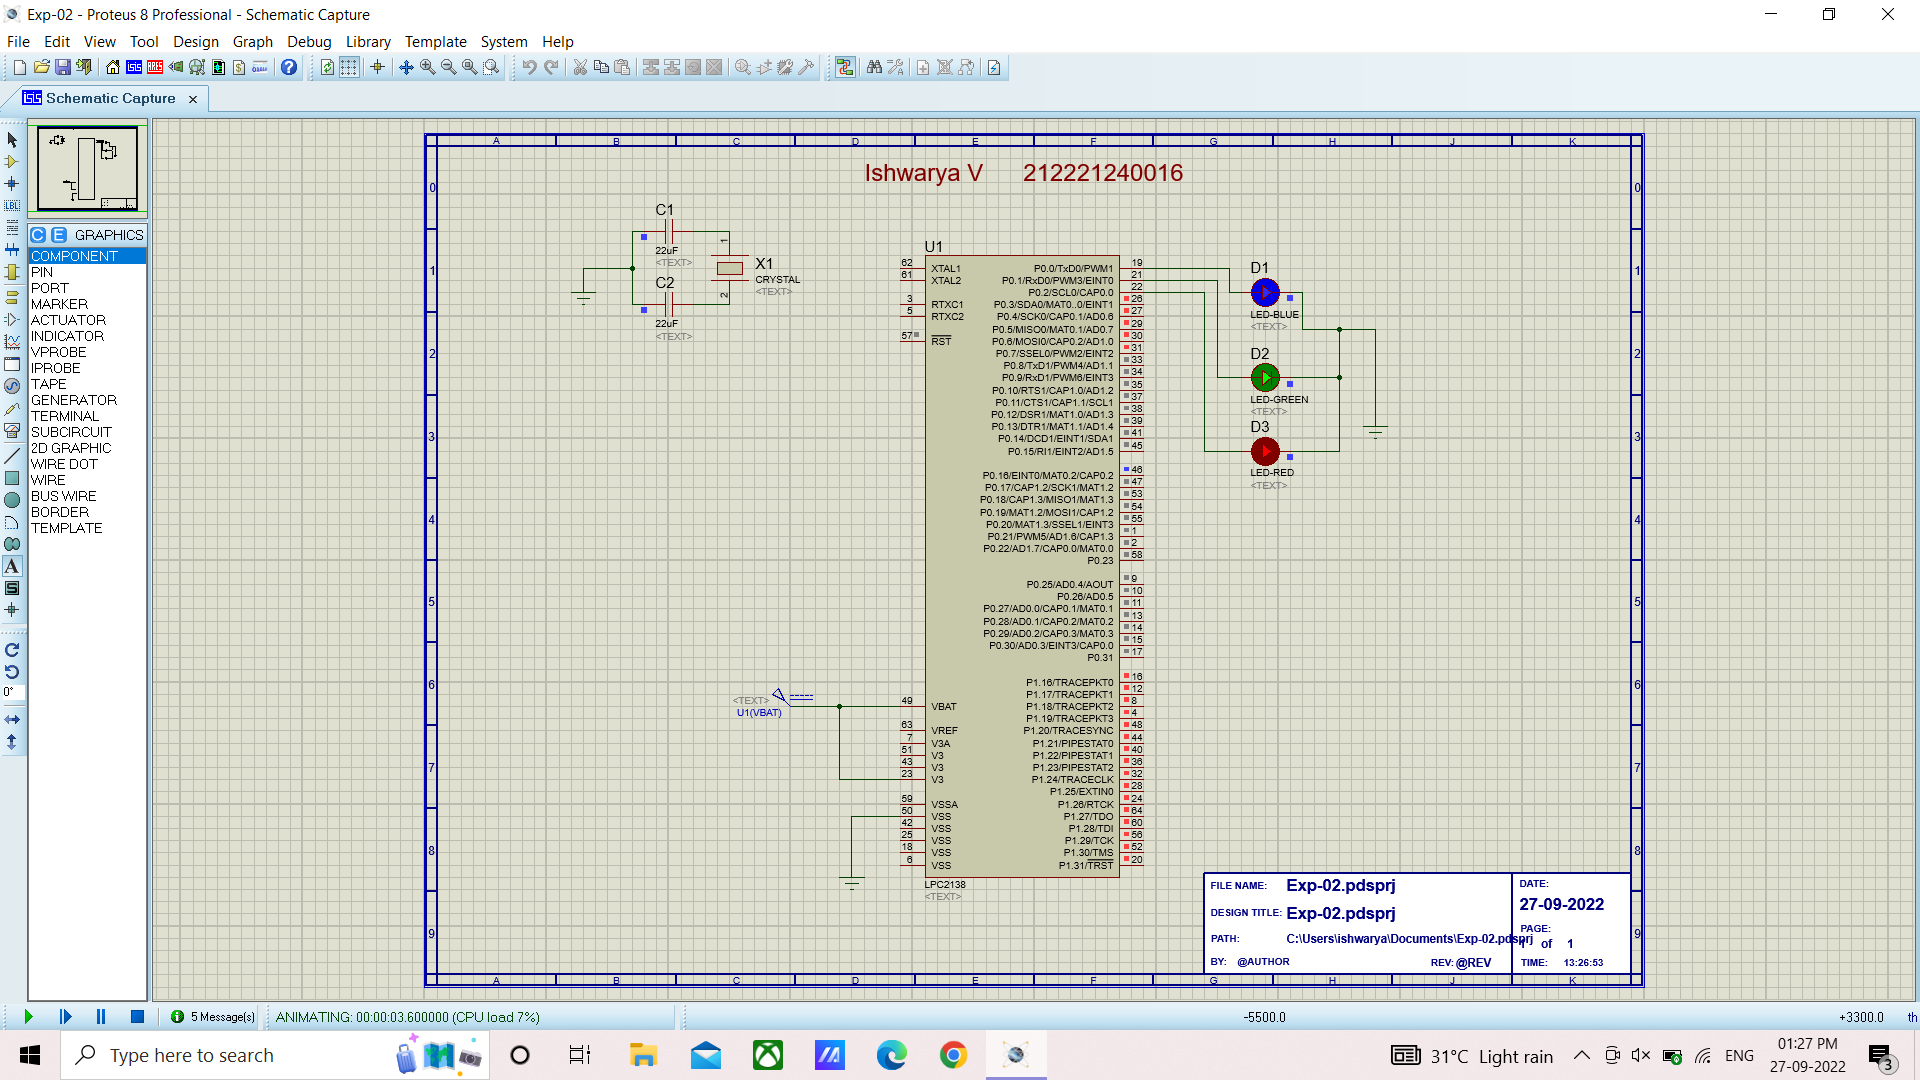 Exp-02 - Proteus 8 Professional - Schematic Capture
File Edit View Tool Design Graph Debug Library Template System Help
Schematic Capture
GRAPHICS
COMPONENT
PIN
PORT
MARKER
ACTUATOR
INDICATOR
VPROBE
IPROBE
TAPE
GENERATOR
TERMINAL
SUBCIRCUIT
2D GRAPHIC
WIRE DOT
WIRE
BUS WIRE
BORDER
TEMPLATE
A B C D E F G H J K
0
1
2
3
4
5
6
7
8
9
Ishwarya V 212221240016
C1
22uF
<TEXT>
C2
22uF
<TEXT>
1
X1
CRYSTAL
<TEXT>
2
U1
62 XTAL1
61 XTAL2
3 RTXC1
5 RTXC2
57 RST
49 VBAT
63 VREF
7 V3A
51 V3
43 V3
23 V3
59 VSSA
50 VSS
42 VSS
25 VSS
18 VSS
6 VSS
P0.0/TxD0/PWM1 19
P0.1/RxD0/PWM3/EINT0 21
P0.2/SCL0/CAP0.0 22
P0.3/SDA0/MAT0..0/EINT1 26
P0.4/SCK0/CAP0.1/AD0.6 27
P0.5/MISO0/MAT0.1/AD0.7 29
P0.6/MOSI0/CAP0.2/AD1.0 30
P0.7/SSEL0/PWM2/EINT2 31
P0.8/TxD1/PWM4/AD1.1 33
P0.9/RxD1/PWM6/EINT3 34
P0.10/RTS1/CAP1.0/AD1.2 35
P0.11/CTS1/CAP1.1/SCL1 37
P0.12/DSR1/MAT1.0/AD1.3 38
P0.13/DTR1/MAT1.1/AD1.4 39
P0.14/DCD1/EINT1/SDA1 41
P0.15/RI1/EINT2/AD1.5 45
P0.16/EINT0/MAT0.2/CAP0.2 46
P0.17/CAP1.2/SCK1/MAT1.2 47
P0.18/CAP1.3/MISO1/MAT1.3 53
P0.19/MAT1.2/MOSI1/CAP1.2 54
P0.20/MAT1.3/SSEL1/EINT3 55
P0.21/PWM5/AD1.6/CAP1.3 1
P0.22/AD1.7/CAP0.0/MAT0.0 2
P0.23 58
P0.25/AD0.4/AOUT 9
P0.26/AD0.5 10
P0.27/AD0.0/CAP0.1/MAT0.1 11
P0.28/AD0.1/CAP0.2/MAT0.2 13
P0.29/AD0.2/CAP0.3/MAT0.3 14
P0.30/AD0.3/EINT3/CAP0.0 15
P0.31 17
P1.16/TRACEPKT0 16
P1.17/TRACEPKT1 12
P1.18/TRACEPKT2 8
P1.19/TRACEPKT3 4
P1.20/TRACESYNC 48
P1.21/PIPESTAT0 44
P1.22/PIPESTAT1 40
P1.23/PIPESTAT2 36
P1.24/TRACECLK 32
P1.25/EXTIN0 28
P1.26/RTCK 24
P1.27/TDO 64
P1.28/TDI 60
P1.29/TCK 56
P1.30/TMS 52
P1.31/TRST 20
LPC2138
<TEXT>
<TEXT>
U1(VBAT)
D1
LED-BLUE
<TEXT>
D2
LED-GREEN
<TEXT>
D3
LED-RED
<TEXT>
FILE NAME: Exp-02.pdsprj
DESIGN TITLE: Exp-02.pdsprj
PATH: C:\Users\ishwarya\Documents\Exp-02.pdsprj
BY: @AUTHOR REV: @REV
DATE:
27-09-2022
PAGE:
1 of 1
TIME: 13:26:53
A B C D E F G H J K
0°
5 Message(s) ANIMATING: 00:00:03.600000 (CPU load 7%) -5500.0 +3300.0 th
Type here to search
31°C Light rain
ENG
01:27 PM
27-09-2022
3